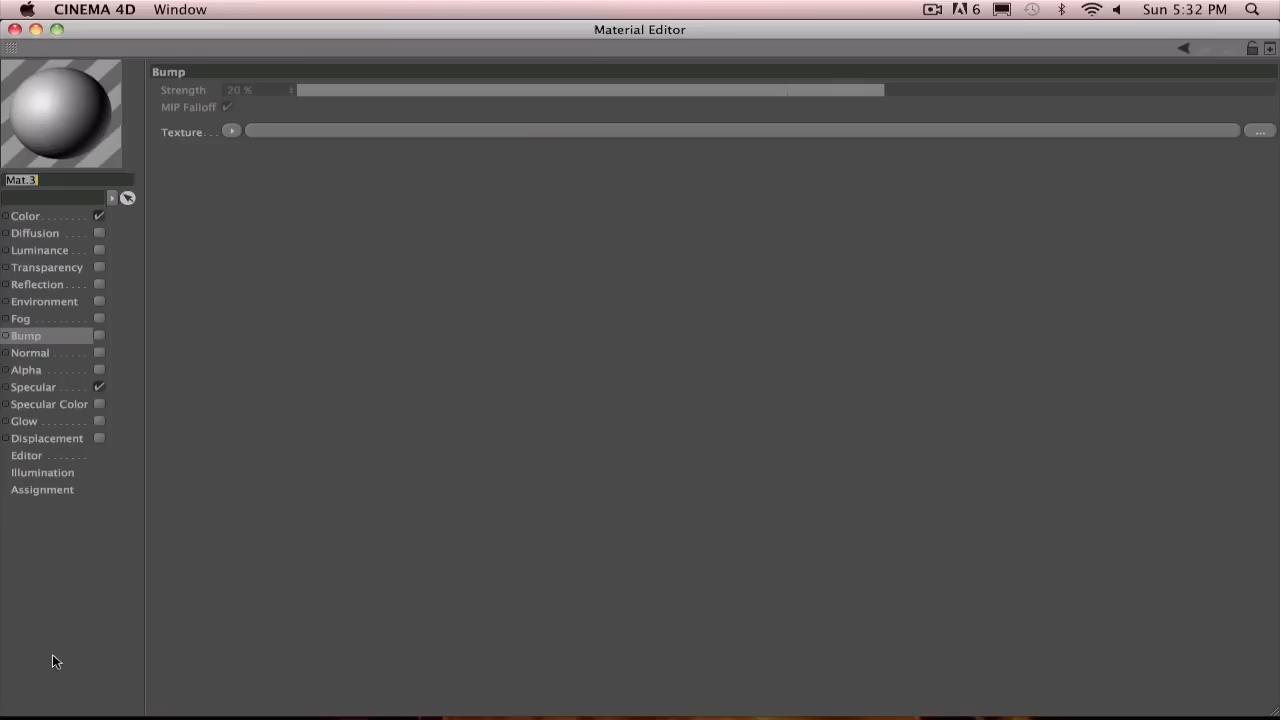 CINEMA 4D Window 6 Sun 5:32 PM
Material Editor
Bump
Strength 20 %
MIP Falloff
Texture. . . ...
Mat.3
Color . . . . . . . .
Diffusion . . . .
Luminance . . .
Transparency
Reflection . . . .
Environment
Fog . . . . . . . . .
Bump
Normal . . . . . .
Alpha . . . . . . .
Specular . . . . .
Specular Color
Glow . . . . . . . .
Displacement
Editor . . . . . . .
Illumination
Assignment